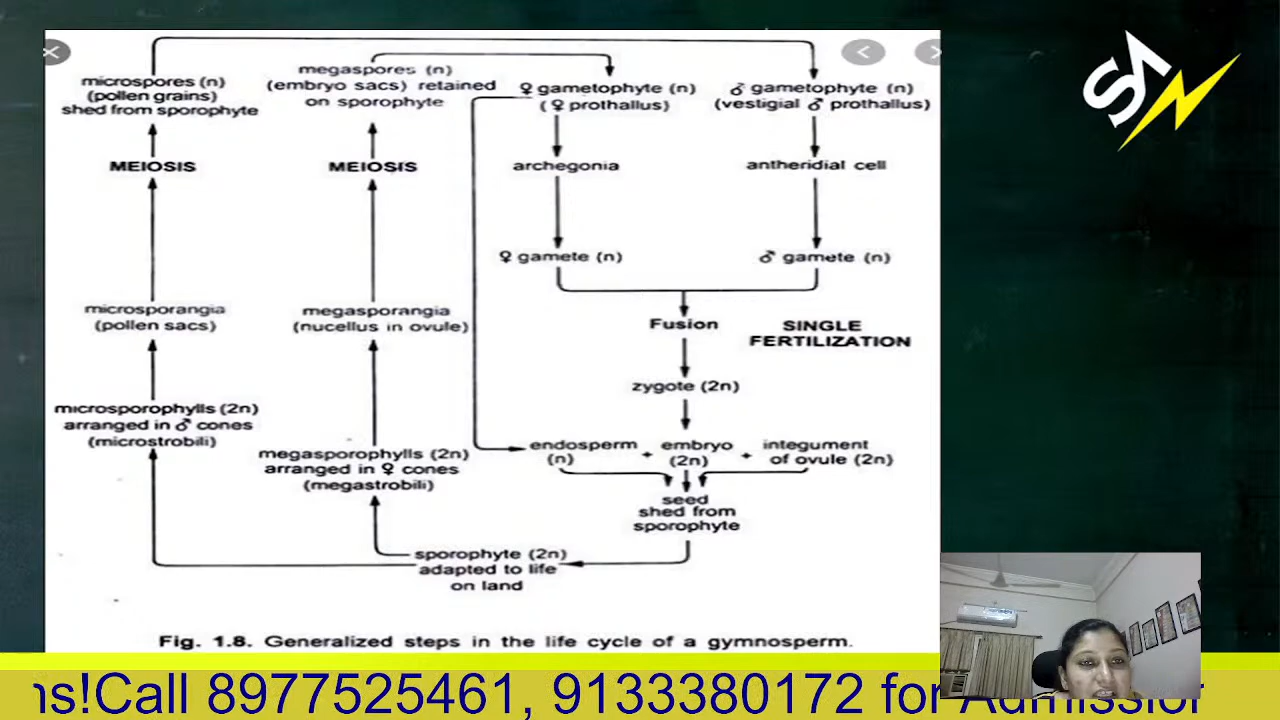 microspores (n)
(pollen grains)
shed from sporophyte
MEIOSIS
microsporangia
(pollen sacs)
microsporophylls (2n)
arranged in ♂ cones
(microstrobili)
megaspores (n)
(embryo sacs) retained
on sporophyte
MEIOSIS
megasporangia
(nucellus in ovule)
megasporophylls (2n)
arranged in ♀ cones
(megastrobili)
♀ gametophyte (n)
(♀ prothallus)
archegonia
♀ gamete (n)
♂ gametophyte (n)
(vestigial ♂ prothallus)
antheridial cell
♂ gamete (n)
Fusion
SINGLE
FERTILIZATION
zygote (2n)
endosperm + embryo + integument
(n) (2n) of ovule (2n)
seed
shed from
sporophyte
sporophyte (2n)
adapted to life
on land
Fig. 1.8. Generalized steps in the life cycle of a gymnosperm.
SAN
ns!Call 8977525461, 9133380172 for Admission